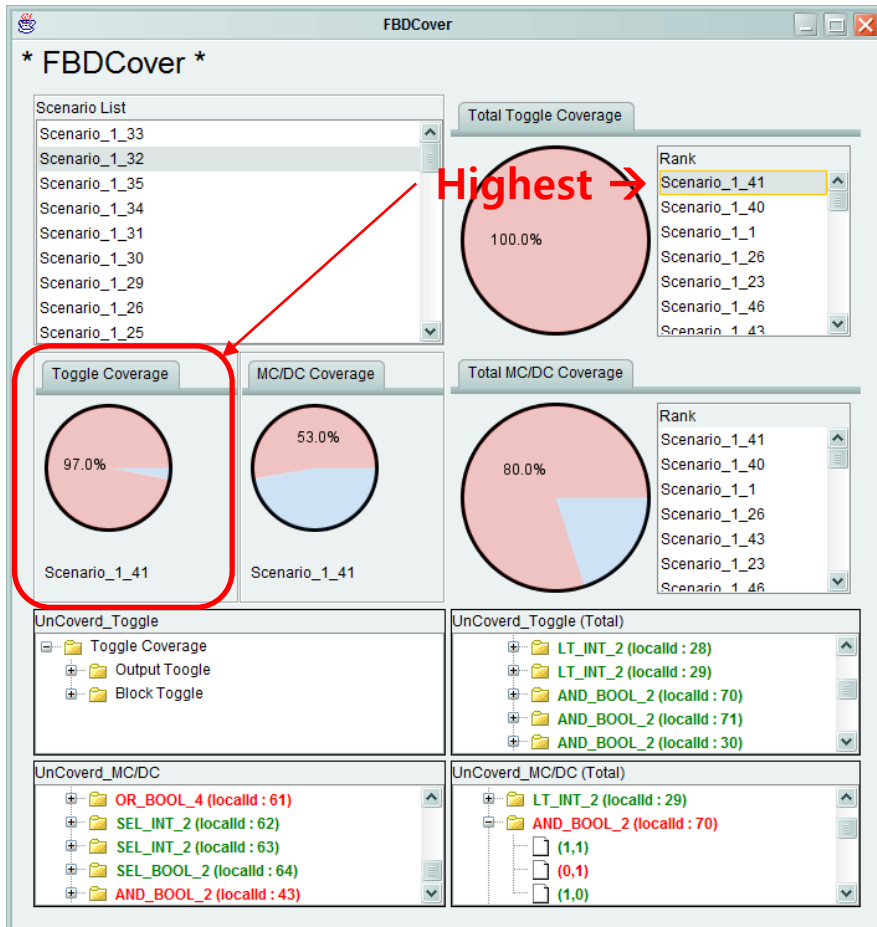 FBDCover
* FBDCover *
Scenario List
Scenario_1_33
Scenario_1_32
Scenario_1_35
Scenario_1_34
Scenario_1_31
Scenario_1_30
Scenario_1_29
Scenario_1_26
Scenario_1_25
Total Toggle Coverage
Highest →
100.0%
Rank
Scenario_1_41
Scenario_1_40
Scenario_1_1
Scenario_1_26
Scenario_1_23
Scenario_1_46
Scenario_1_43
Toggle Coverage
97.0%
Scenario_1_41
MC/DC Coverage
53.0%
Scenario_1_41
Total MC/DC Coverage
80.0%
Rank
Scenario_1_41
Scenario_1_40
Scenario_1_1
Scenario_1_26
Scenario_1_43
Scenario_1_23
Scenario_1_46
UnCoverd_Toggle
Toggle Coverage
Output Toogle
Block Toggle
UnCoverd_Toggle (Total)
LT_INT_2 (localId : 28)
LT_INT_2 (localId : 29)
AND_BOOL_2 (localId : 70)
AND_BOOL_2 (localId : 71)
AND_BOOL_2 (localId : 30)
UnCoverd_MC/DC
OR_BOOL_4 (localId : 61)
SEL_INT_2 (localId : 62)
SEL_INT_2 (localId : 63)
SEL_BOOL_2 (localId : 64)
AND_BOOL_2 (localId : 43)
UnCoverd_MC/DC (Total)
LT_INT_2 (localId : 29)
AND_BOOL_2 (localId : 70)
(1,1)
(0,1)
(1,0)